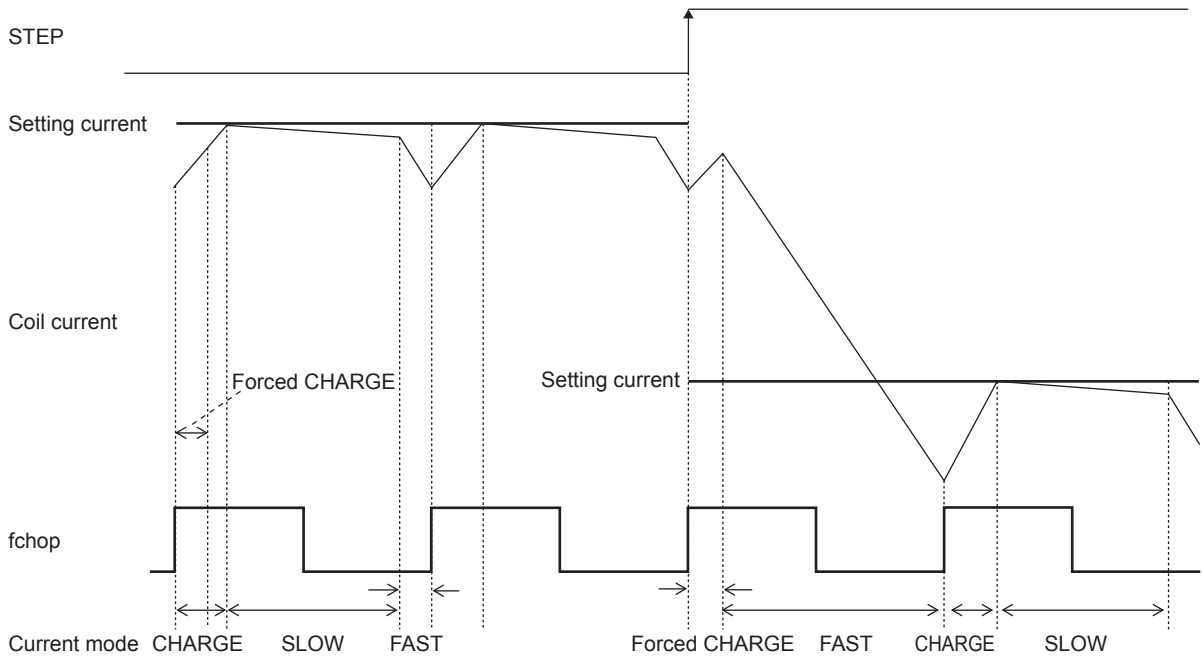 STEP
Setting current
Coil current
Forced CHARGE
Setting current
fchop
Current mode CHARGE SLOW FAST Forced CHARGE FAST CHARGE SLOW